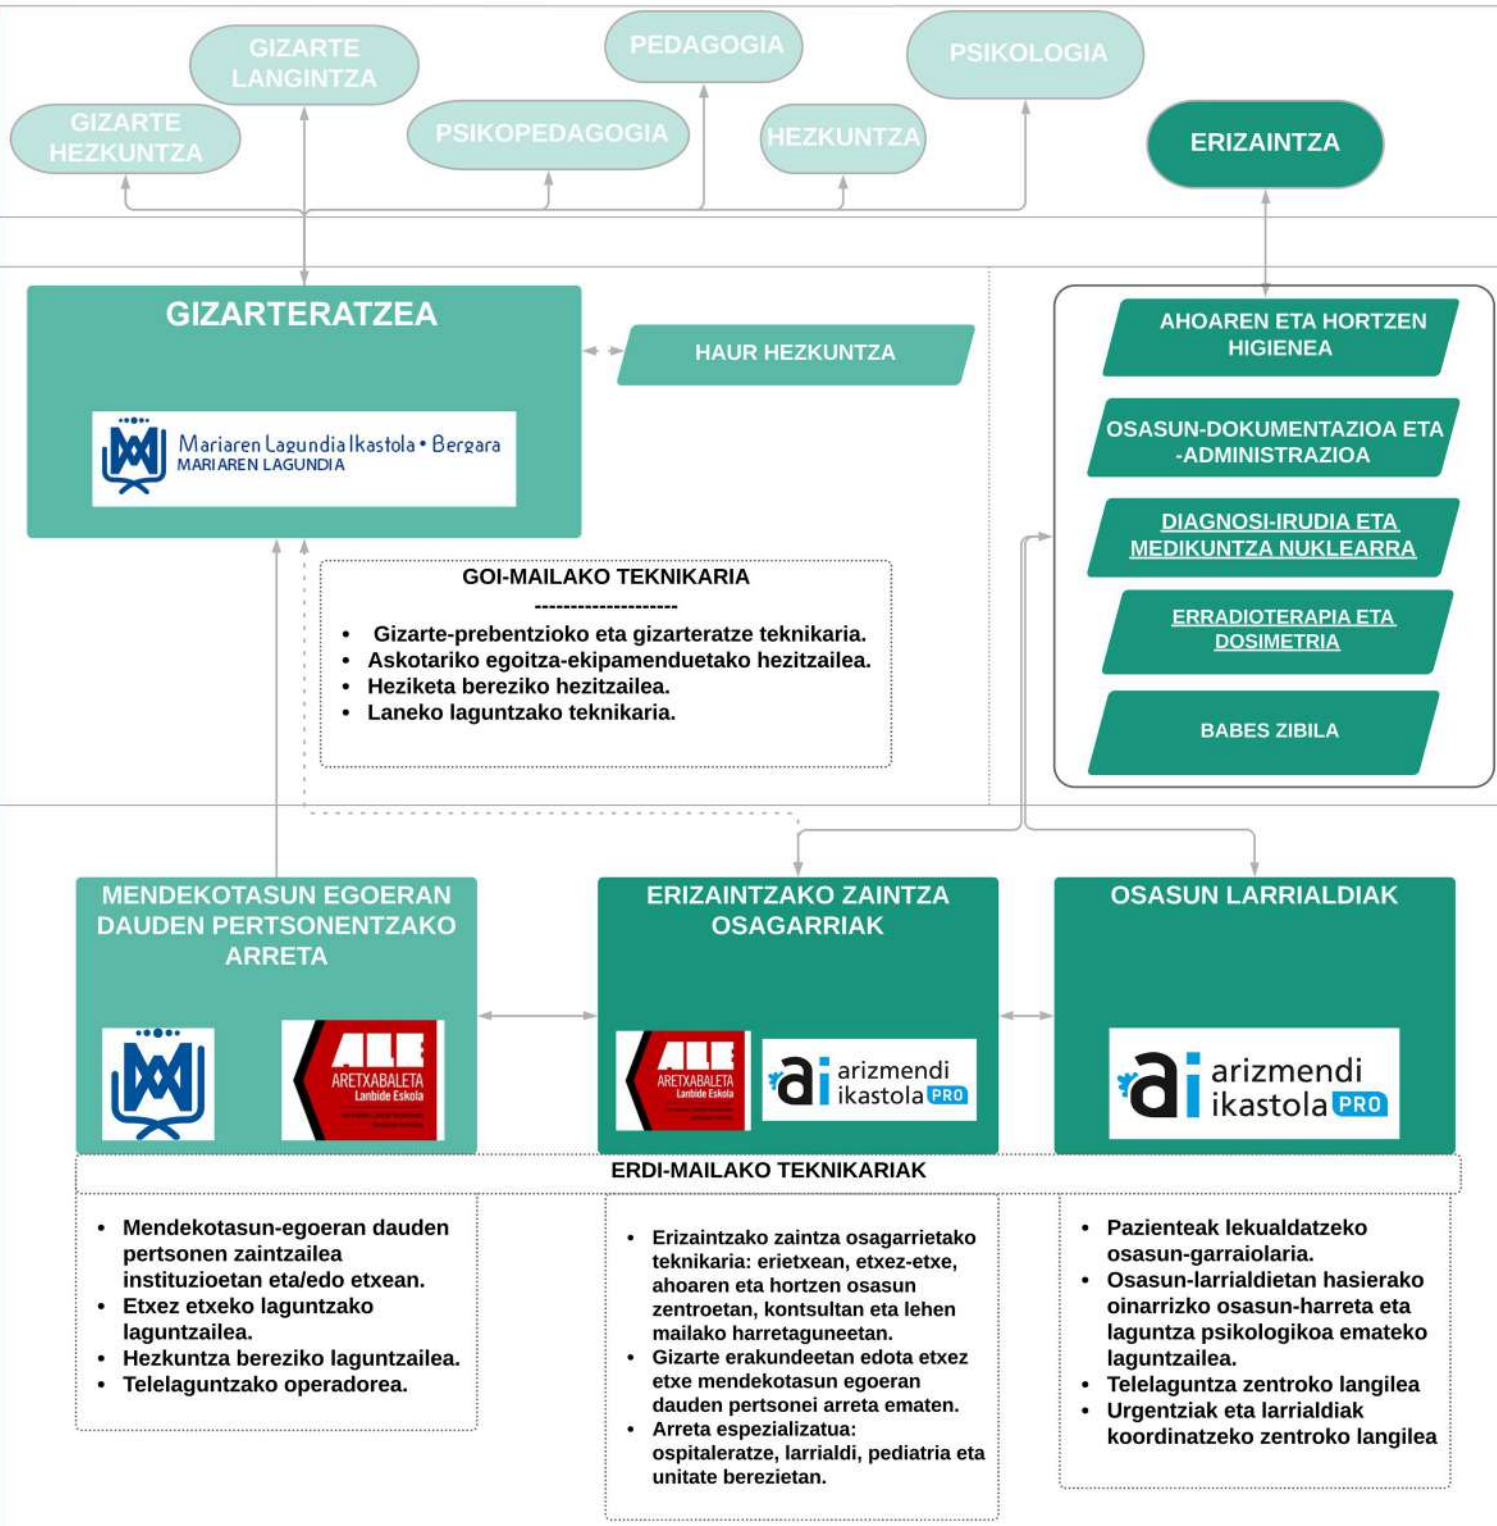 GIZARTE
LANGINTZA
PEDAGOGIA
PSIKOLOGIA
GIZARTE
HEZKUNTZA
PSIKOPEDAGOGIA
HEZKUNTZA
ERIZAINTZA
GIZARTERATZEA
Mariaren Lagundia Ikastola • Bergara
MARIAREN LAGUNDIA
HAUR HEZKUNTZA
AHOAREN ETA HORTZEN
HIGIENEA
OSASUN-DOKUMENTAZIOA ETA
-ADMINISTRAZIOA
DIAGNOSI-IRUDIA ETA
MEDIKUNTZA NUKLEARRA
ERRADIOTERAPIA ETA
DOSIMETRIA
BABES ZIBILA
GOI-MAILAKO TEKNIKARIA
--------------------
• Gizarte-prebentzioko eta gizarteratze teknikaria.
• Askotariko egoitza-ekipamenduetako hezitzailea.
• Heziketa bereziko hezitzailea.
• Laneko laguntzako teknikaria.
MENDEKOTASUN EGOERAN
DAUDEN PERTSONENTZAKO
ARRETA
ALE
ARETXABALETA
Lanbide Eskola
ERIZAINTZAKO ZAINTZA
OSAGARRIAK
ALE
ARETXABALETA
Lanbide Eskola
ai arizmendi
ikastola PRO
OSASUN LARRIALDIAK
ai arizmendi
ikastola PRO
ERDI-MAILAKO TEKNIKARIAK
• Mendekotasun-egoeran dauden
pertsonen zaintzailea
instituzioetan eta/edo etxean.
• Etxez etxeko laguntzako
laguntzailea.
• Hezkuntza bereziko laguntzailea.
• Telelaguntzako operadorea.
• Erizaintzako zaintza osagarrietako
teknikaria: erietxean, etxez-etxe,
ahoaren eta hortzen osasun
zentroetan, kontsultan eta lehen
mailako harretaguneetan.
• Gizarte erakundeetan edota etxez
etxe mendekotasun egoeran
dauden pertsonei arreta ematen.
• Arreta espezializatua:
ospitaleratze, larrialdi, pediatria eta
unitate berezietan.
• Pazienteak lekualdatzeko
osasun-garraiolaria.
• Osasun-larrialdietan hasierako
oinarrizko osasun-harreta eta
laguntza psikologikoa emateko
laguntzailea.
• Telelaguntza zentroko langilea
• Urgentziak eta larrialdiak
koordinatzeko zentroko langilea